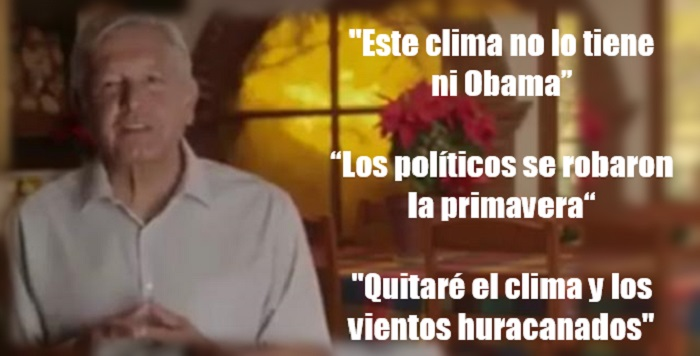 "Este clima no lo tiene
ni Obama”
“Los políticos se robaron
la primavera“
"Quitaré el clima y los
vientos huracanados"